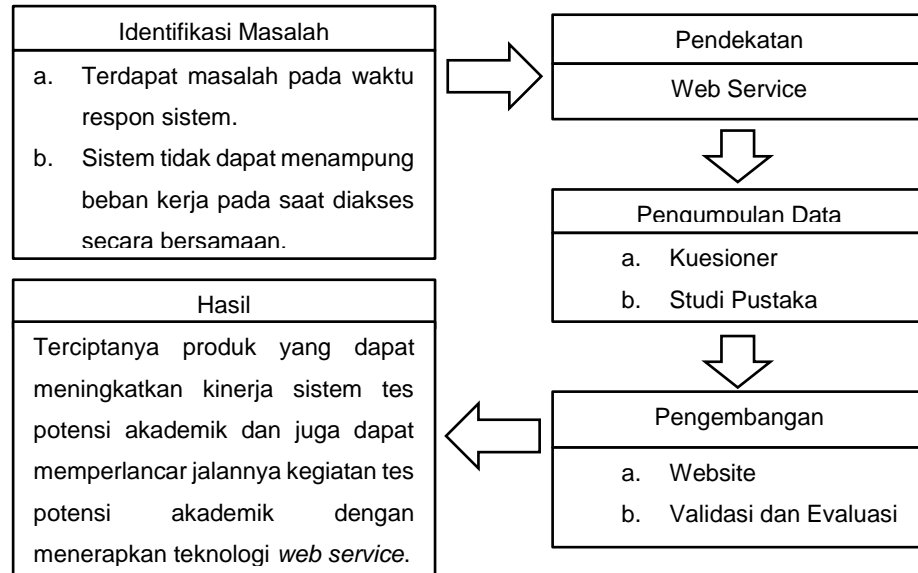 Identifikasi Masalah
a. Terdapat masalah pada waktu
respon sistem.
b. Sistem tidak dapat menampung
beban kerja pada saat diakses
secara bersamaan.
Pendekatan
Web Service
Pengumpulan Data
a. Kuesioner
b. Studi Pustaka
Pengembangan
a. Website
b. Validasi dan Evaluasi
Hasil
Terciptanya produk yang dapat
meningkatkan kinerja sistem tes
potensi akademik dan juga dapat
memperlancar jalannya kegiatan tes
potensi akademik dengan
menerapkan teknologi web service.